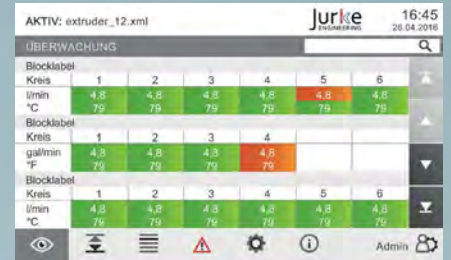 AKTIV: extruder_12.xml Jurke 16:45
ENGINEERING 26.04.2016
ÜBERWACHUNG
Blocklabel
Kreis 1 2 3 4 5 6
l/min 4,8 4,8 4,8 4,8 4,8 4,8
°C 79 79 79 79 79 79
Blocklabel
Kreis 1 2 3 4
gal/min 4,8 4,8 4,8 4,8
°F 79 79 79 79
Blocklabel
Kreis 1 2 3 4 5 6
l/min 4,8 4,8 4,8 4,8 4,8 4,8
°C 79 79 79 79 79 79
Admin